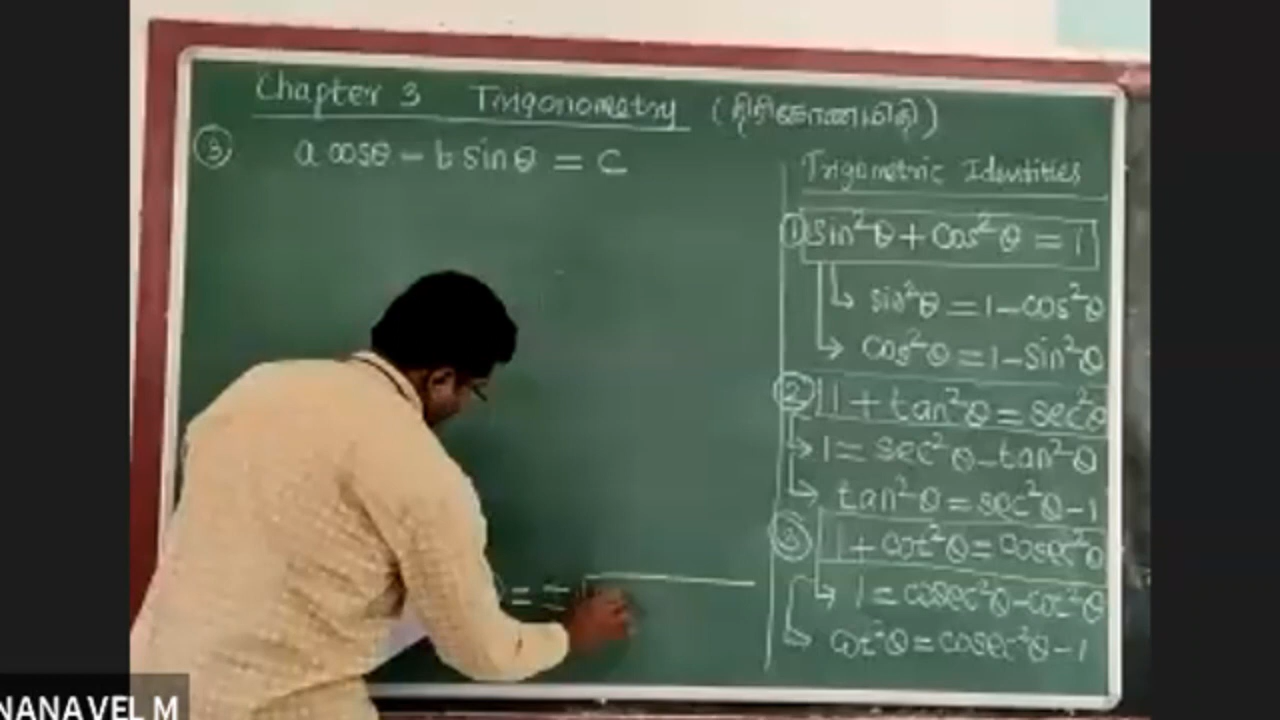 Chapter 3 Trigonometry (திரிகோணமிதி)
③ a cosθ - b sinθ = c
= ±√
Trigometric Identities
① sin²θ + cos²θ = 1
sin²θ = 1 - cos²θ
cos²θ = 1 - sin²θ
② 1 + tan²θ = sec²θ
1 = sec²θ - tan²θ
tan²θ = sec²θ - 1
③ 1 + cot²θ = cosec²θ
1 = cosec²θ - cot²θ
cot²θ = cosec²θ - 1
NANAVEL M